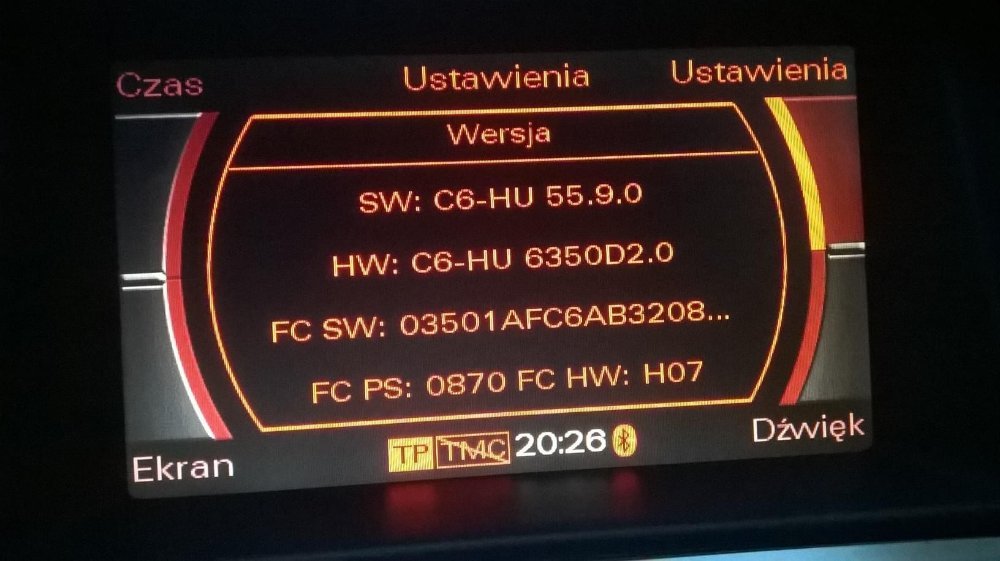 Czas Ustawienia Ustawienia
Wersja
SW: C6-HU 55.9.0
HW: C6-HU 6350D2.0
FC SW: 03501AFC6AB3208...
FC PS: 0870 FC HW: H07
Ekran TP TMC 20:26 Dźwięk